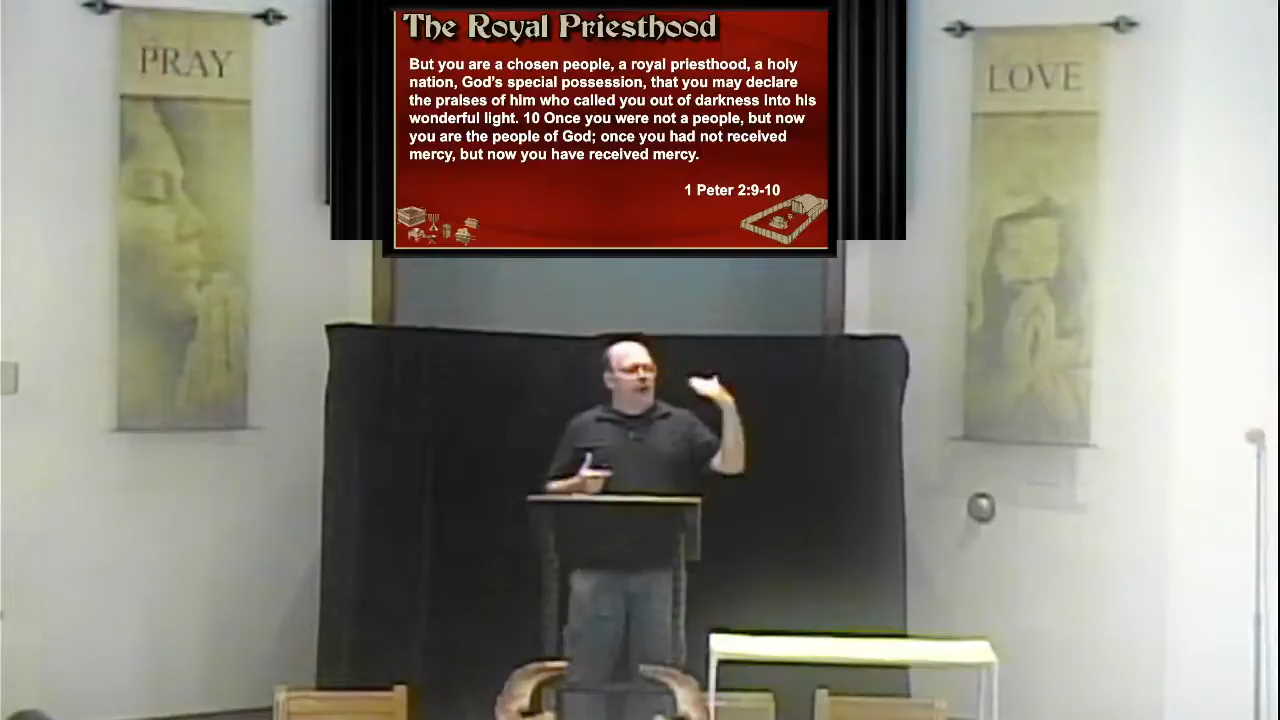 PRAY
The Royal Priesthood
But you are a chosen people, a royal priesthood, a holy
nation, God's special possession, that you may declare
the praises of him who called you out of darkness into his
wonderful light. 10 Once you were not a people, but now
you are the people of God; once you had not received
mercy, but now you have received mercy.
1 Peter 2:9-10
LOVE